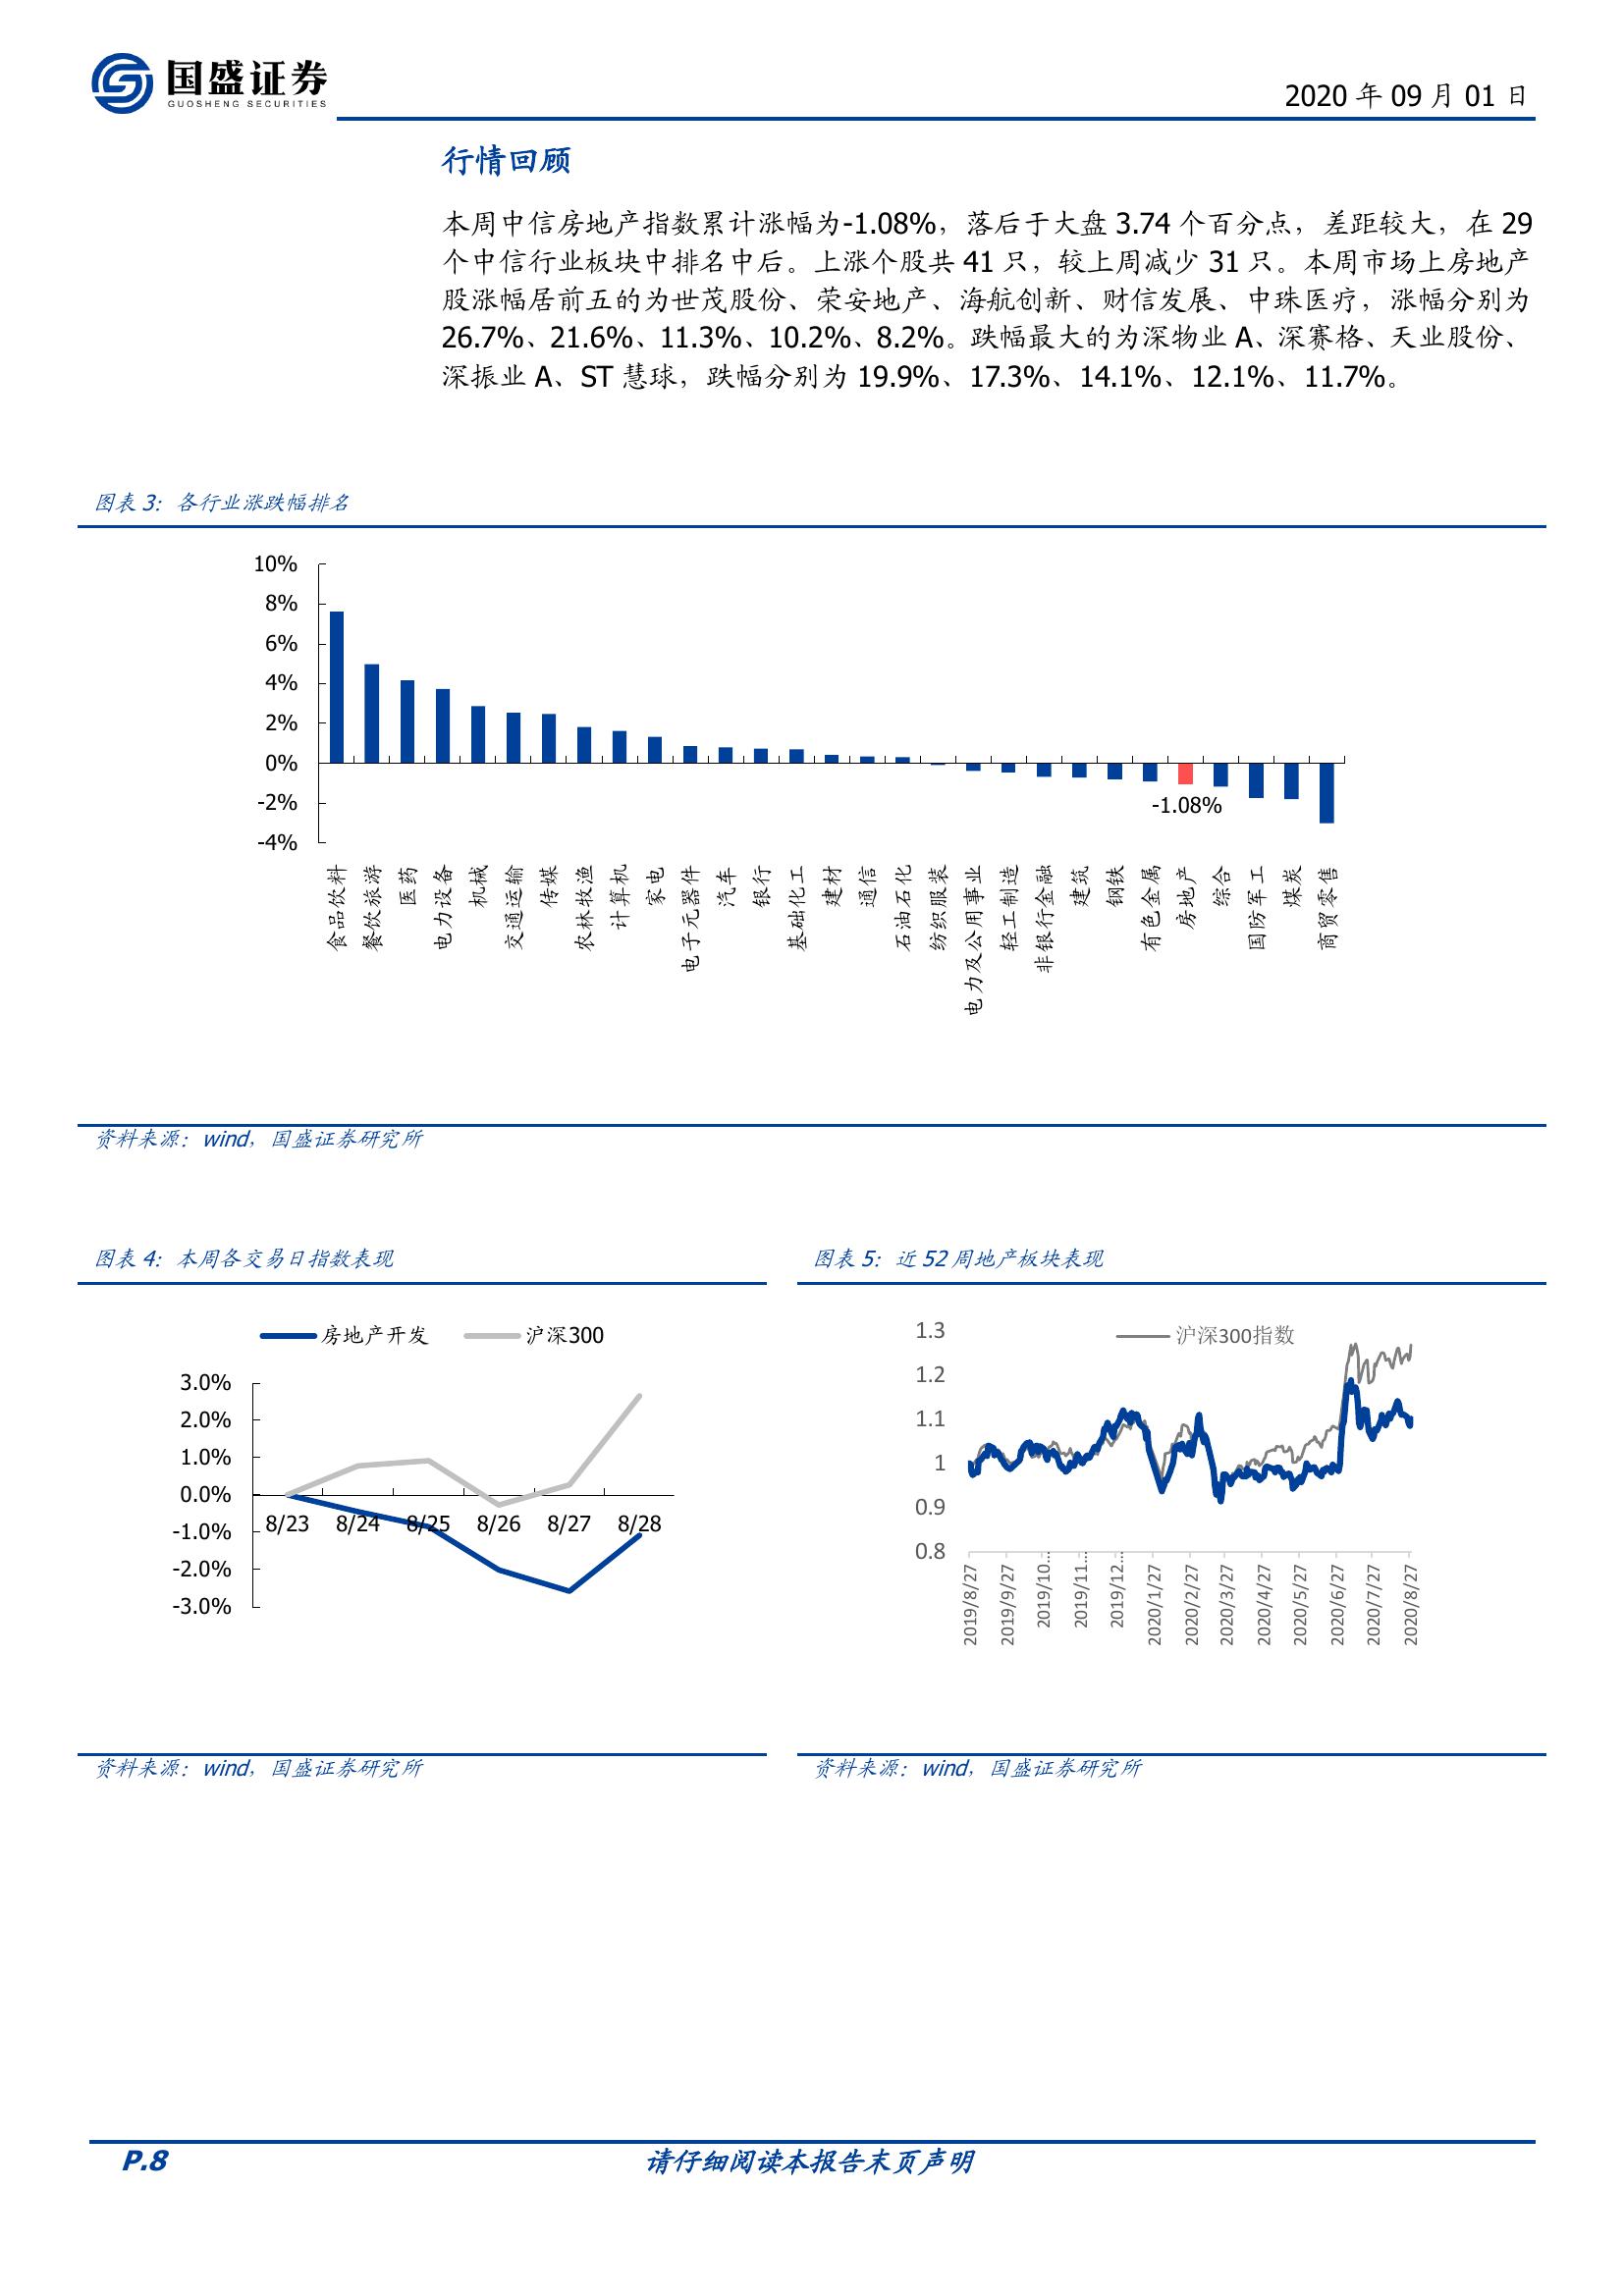 国盛证券
GUOSHENG SECURITIES
2020 年 09 月 01 日
行情回顾
本周中信房地产指数累计涨幅为-1.08%，落后于大盘 3.74 个百分点，差距较大，在 29
个中信行业板块中排名中后。上涨个股共 41 只，较上周减少 31 只。本周市场上房地产
股涨幅居前五的为世茂股份、荣安地产、海航创新、财信发展、中珠医疗，涨幅分别为
26.7%、21.6%、11.3%、10.2%、8.2%。跌幅最大的为深物业 A、深赛格、天业股份、
深振业 A、ST 慧球，跌幅分别为 19.9%、17.3%、14.1%、12.1%、11.7%。
图表 3：各行业涨跌幅排名
10%
8%
6%
4%
2%
0%
-2%
-4%
-1.08%
食品饮料
餐饮旅游
医药
电力设备
机械
交通运输
传媒
农林牧渔
计算机
家电
电子元器件
汽车
银行
基础化工
建材
通信
石油石化
纺织服装
电力及公用事业
轻工制造
非银行金融
建筑
钢铁
有色金属
房地产
综合
国防军工
煤炭
商贸零售
资料来源：wind，国盛证券研究所
图表 4：本周各交易日指数表现
房地产开发
沪深300
3.0%
2.0%
1.0%
0.0%
-1.0%
-2.0%
-3.0%
8/23
8/24
8/25
8/26
8/27
8/28
资料来源：wind，国盛证券研究所
图表 5：近 52 周地产板块表现
沪深300指数
1.3
1.2
1.1
1
0.9
0.8
2019/8/27
2019/9/27
2019/10…
2019/11…
2019/12…
2020/1/27
2020/2/27
2020/3/27
2020/4/27
2020/5/27
2020/6/27
2020/7/27
2020/8/27
资料来源：wind，国盛证券研究所
P.8
请仔细阅读本报告末页声明